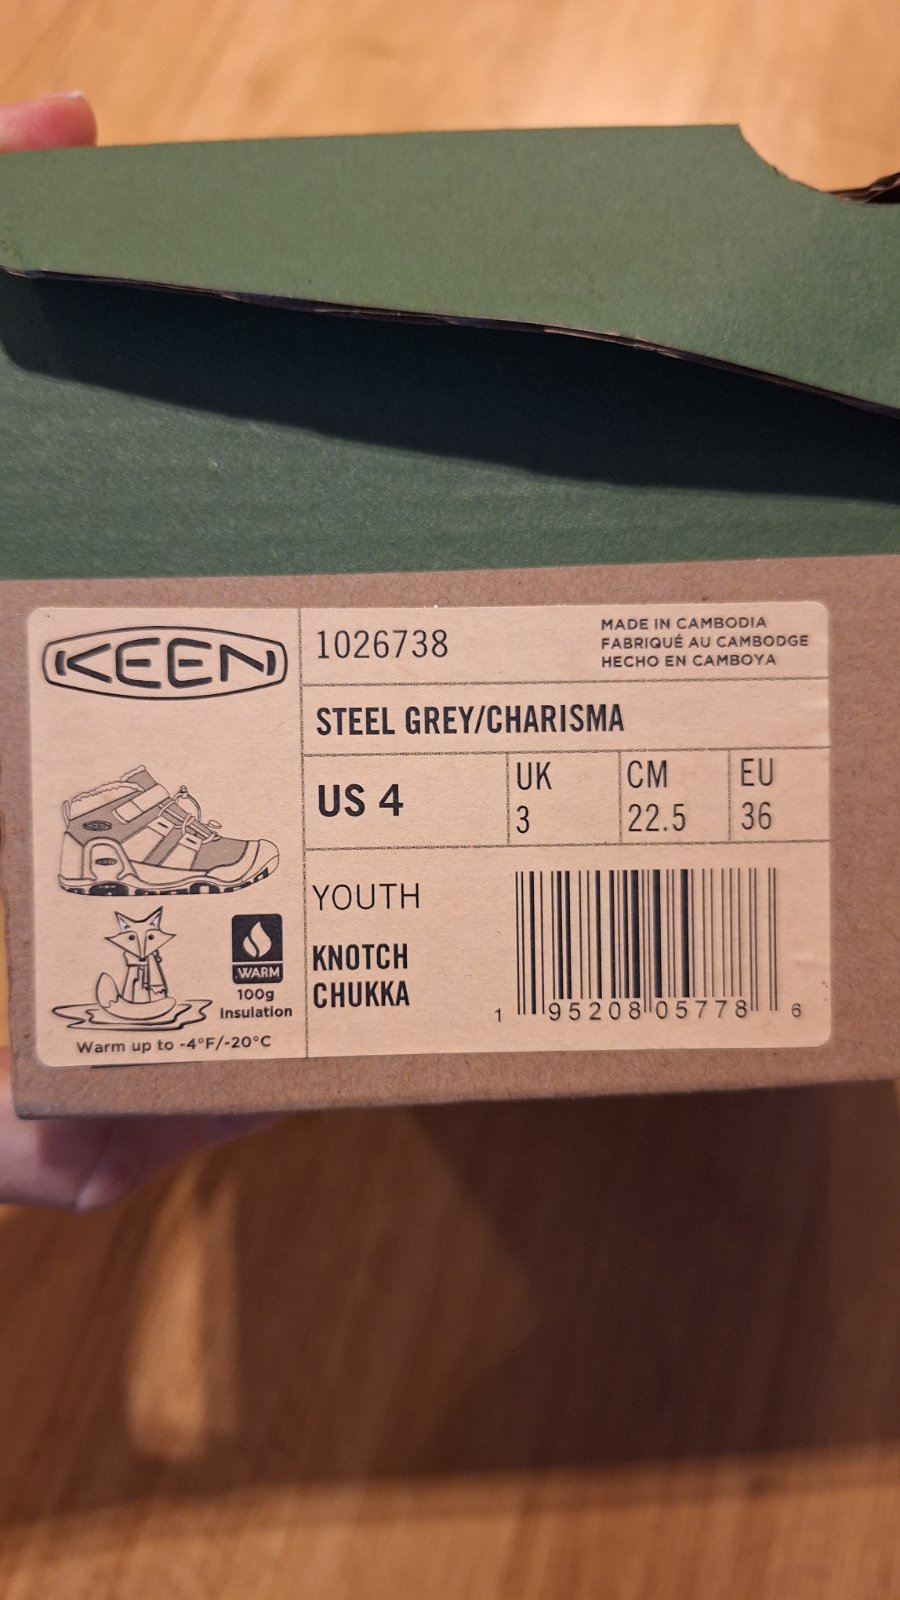 KEEN
1026738
MADE IN CAMBODIA
FABRIQUÉ AU CAMBODGE
HECHO EN CAMBOYA
STEEL GREY/CHARISMA
US 4
UK
3
CM
22.5
EU
36
YOUTH
KNOTCH
CHUKKA
WARM
100g
Insulation
Warm up to -4°F/-20°C
1 95208 05778 6